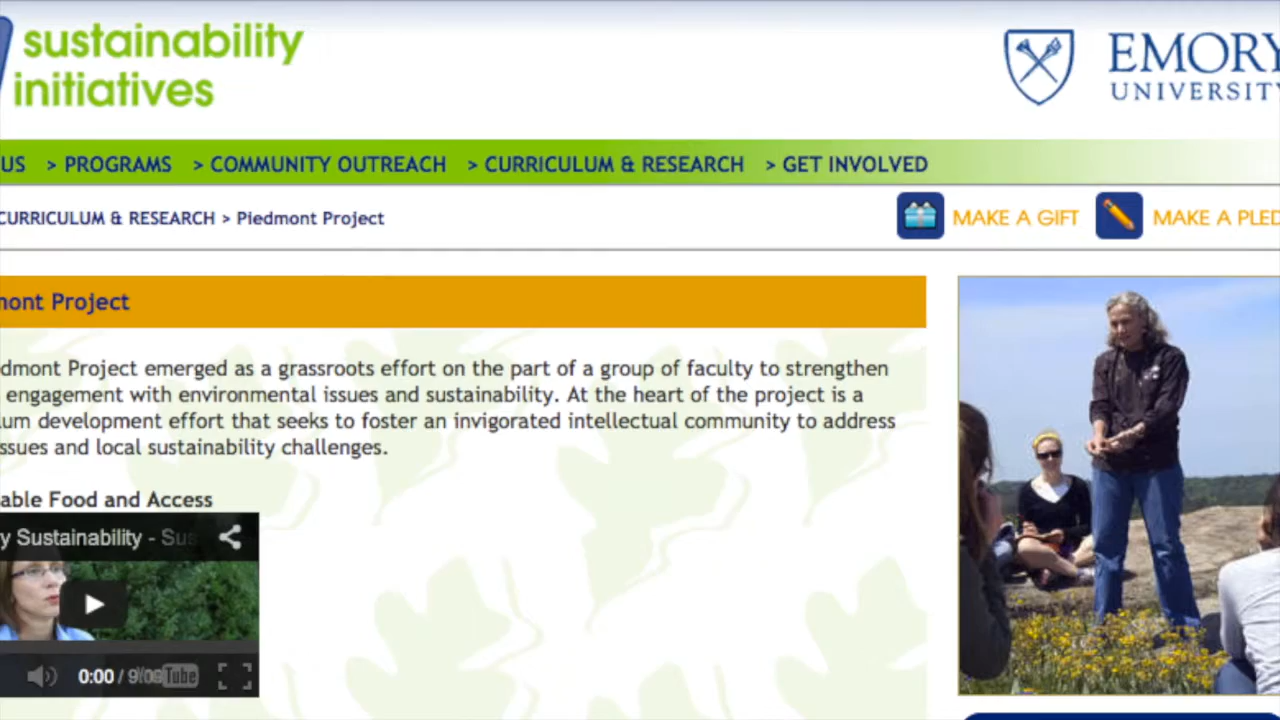 sustainability
initiatives
EMORY
UNIVERSITY
US > PROGRAMS > COMMUNITY OUTREACH > CURRICULUM & RESEARCH > GET INVOLVED
CURRICULUM & RESEARCH > Piedmont Project
MAKE A GIFT MAKE A PLED
mont Project
dmont Project emerged as a grassroots effort on the part of a group of faculty to strengthen
engagement with environmental issues and sustainability. At the heart of the project is a
um development effort that seeks to foster an invigorated intellectual community to address
ssues and local sustainability challenges.
able Food and Access
y Sustainability - Sus
0:00 / 9:09 YouTube